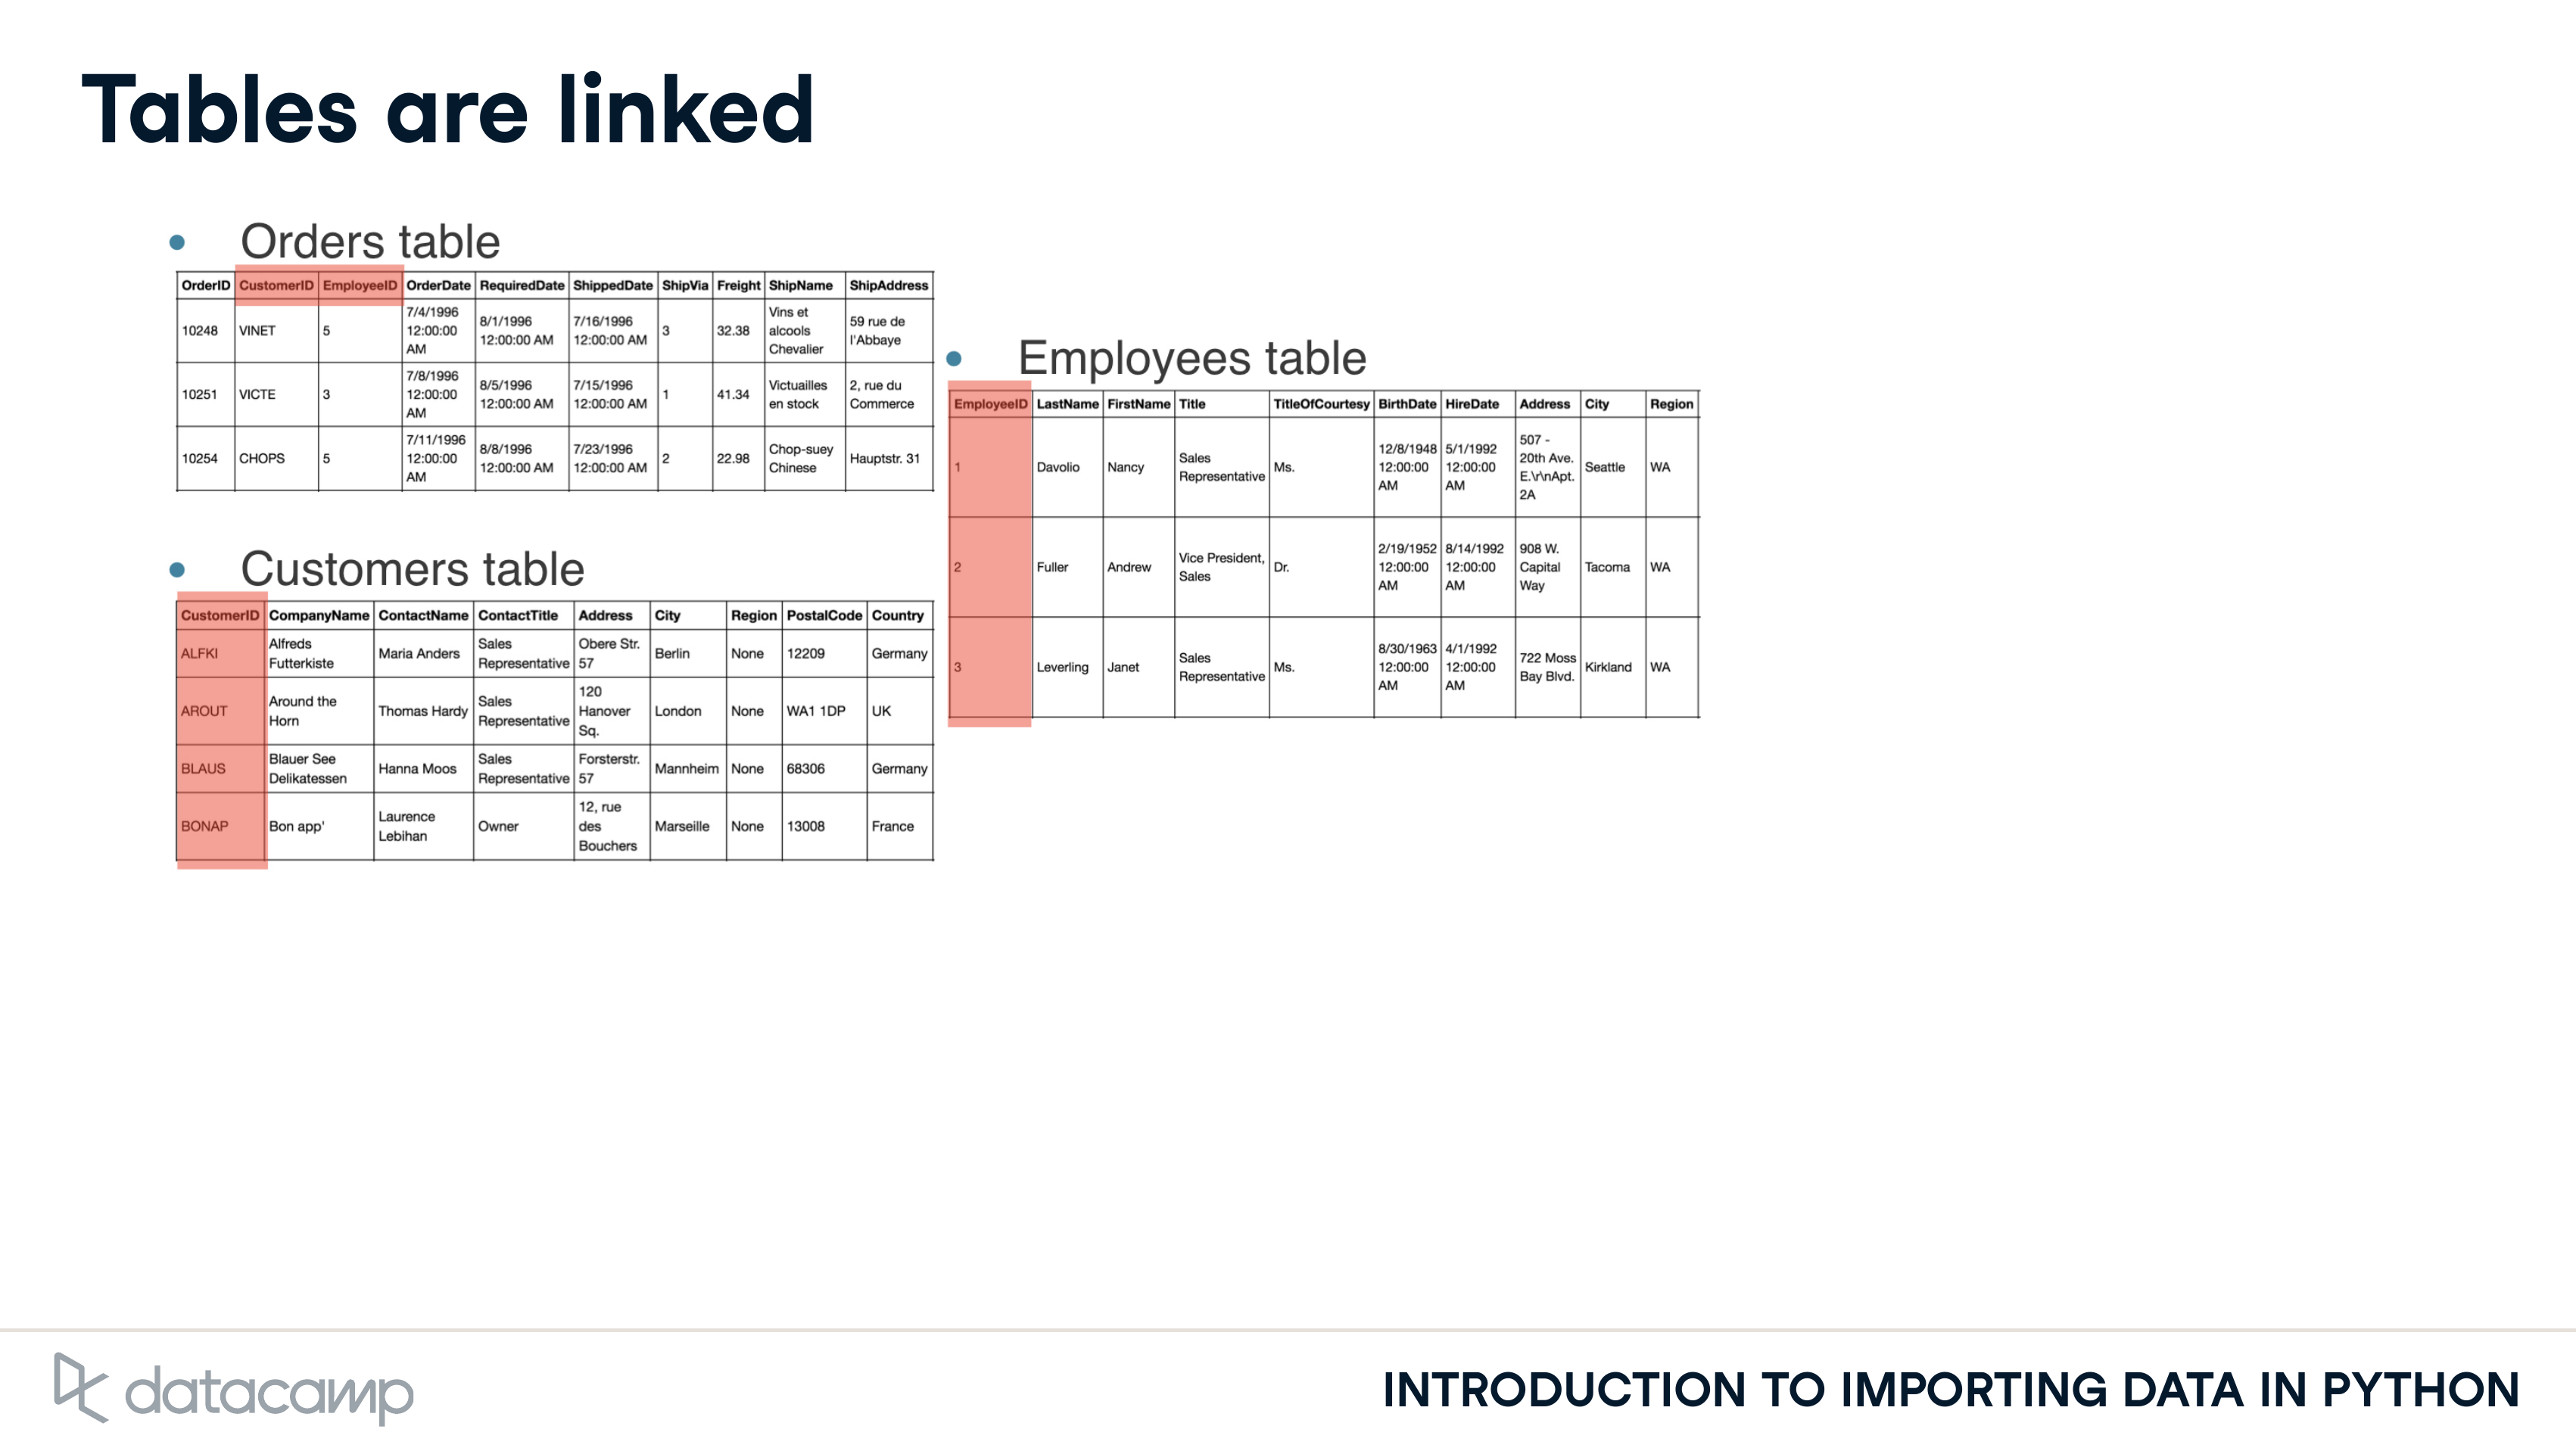 Tables are linked
• Orders table
OrderID CustomerID EmployeeID OrderDate RequiredDate ShippedDate ShipVia Freight ShipName ShipAddress
10248 VINET 5 7/4/1996 12:00:00 AM 8/1/1996 12:00:00 AM 7/16/1996 12:00:00 AM 3 32.38 Vins et alcools Chevalier 59 rue de l'Abbaye
10251 VICTE 3 7/8/1996 12:00:00 AM 8/5/1996 12:00:00 AM 7/15/1996 12:00:00 AM 1 41.34 Victuailles en stock 2, rue du Commerce
10254 CHOPS 5 7/11/1996 12:00:00 AM 8/8/1996 12:00:00 AM 7/23/1996 12:00:00 AM 2 22.98 Chop-suey Chinese Hauptstr. 31
• Customers table
CustomerID CompanyName ContactName ContactTitle Address City Region PostalCode Country
ALFKI Alfreds Futterkiste Maria Anders Sales Representative Obere Str. 57 Berlin None 12209 Germany
AROUT Around the Horn Thomas Hardy Sales Representative 120 Hanover Sq. London None WA1 1DP UK
BLAUS Blauer See Delikatessen Hanna Moos Sales Representative Forsterstr. 57 Mannheim None 68306 Germany
BONAP Bon app' Laurence Lebihan Owner 12, rue des Bouchers Marseille None 13008 France
• Employees table
EmployeeID LastName FirstName Title TitleOfCourtesy BirthDate HireDate Address City Region
1 Davolio Nancy Sales Representative Ms. 12/8/1948 12:00:00 AM 5/1/1992 12:00:00 AM 507 - 20th Ave. E.\r\nApt. 2A Seattle WA
2 Fuller Andrew Vice President, Sales Dr. 2/19/1952 12:00:00 AM 8/14/1992 12:00:00 AM 908 W. Capital Way Tacoma WA
3 Leverling Janet Sales Representative Ms. 8/30/1963 12:00:00 AM 4/1/1992 12:00:00 AM 722 Moss Bay Blvd. Kirkland WA
datacamp
INTRODUCTION TO IMPORTING DATA IN PYTHON